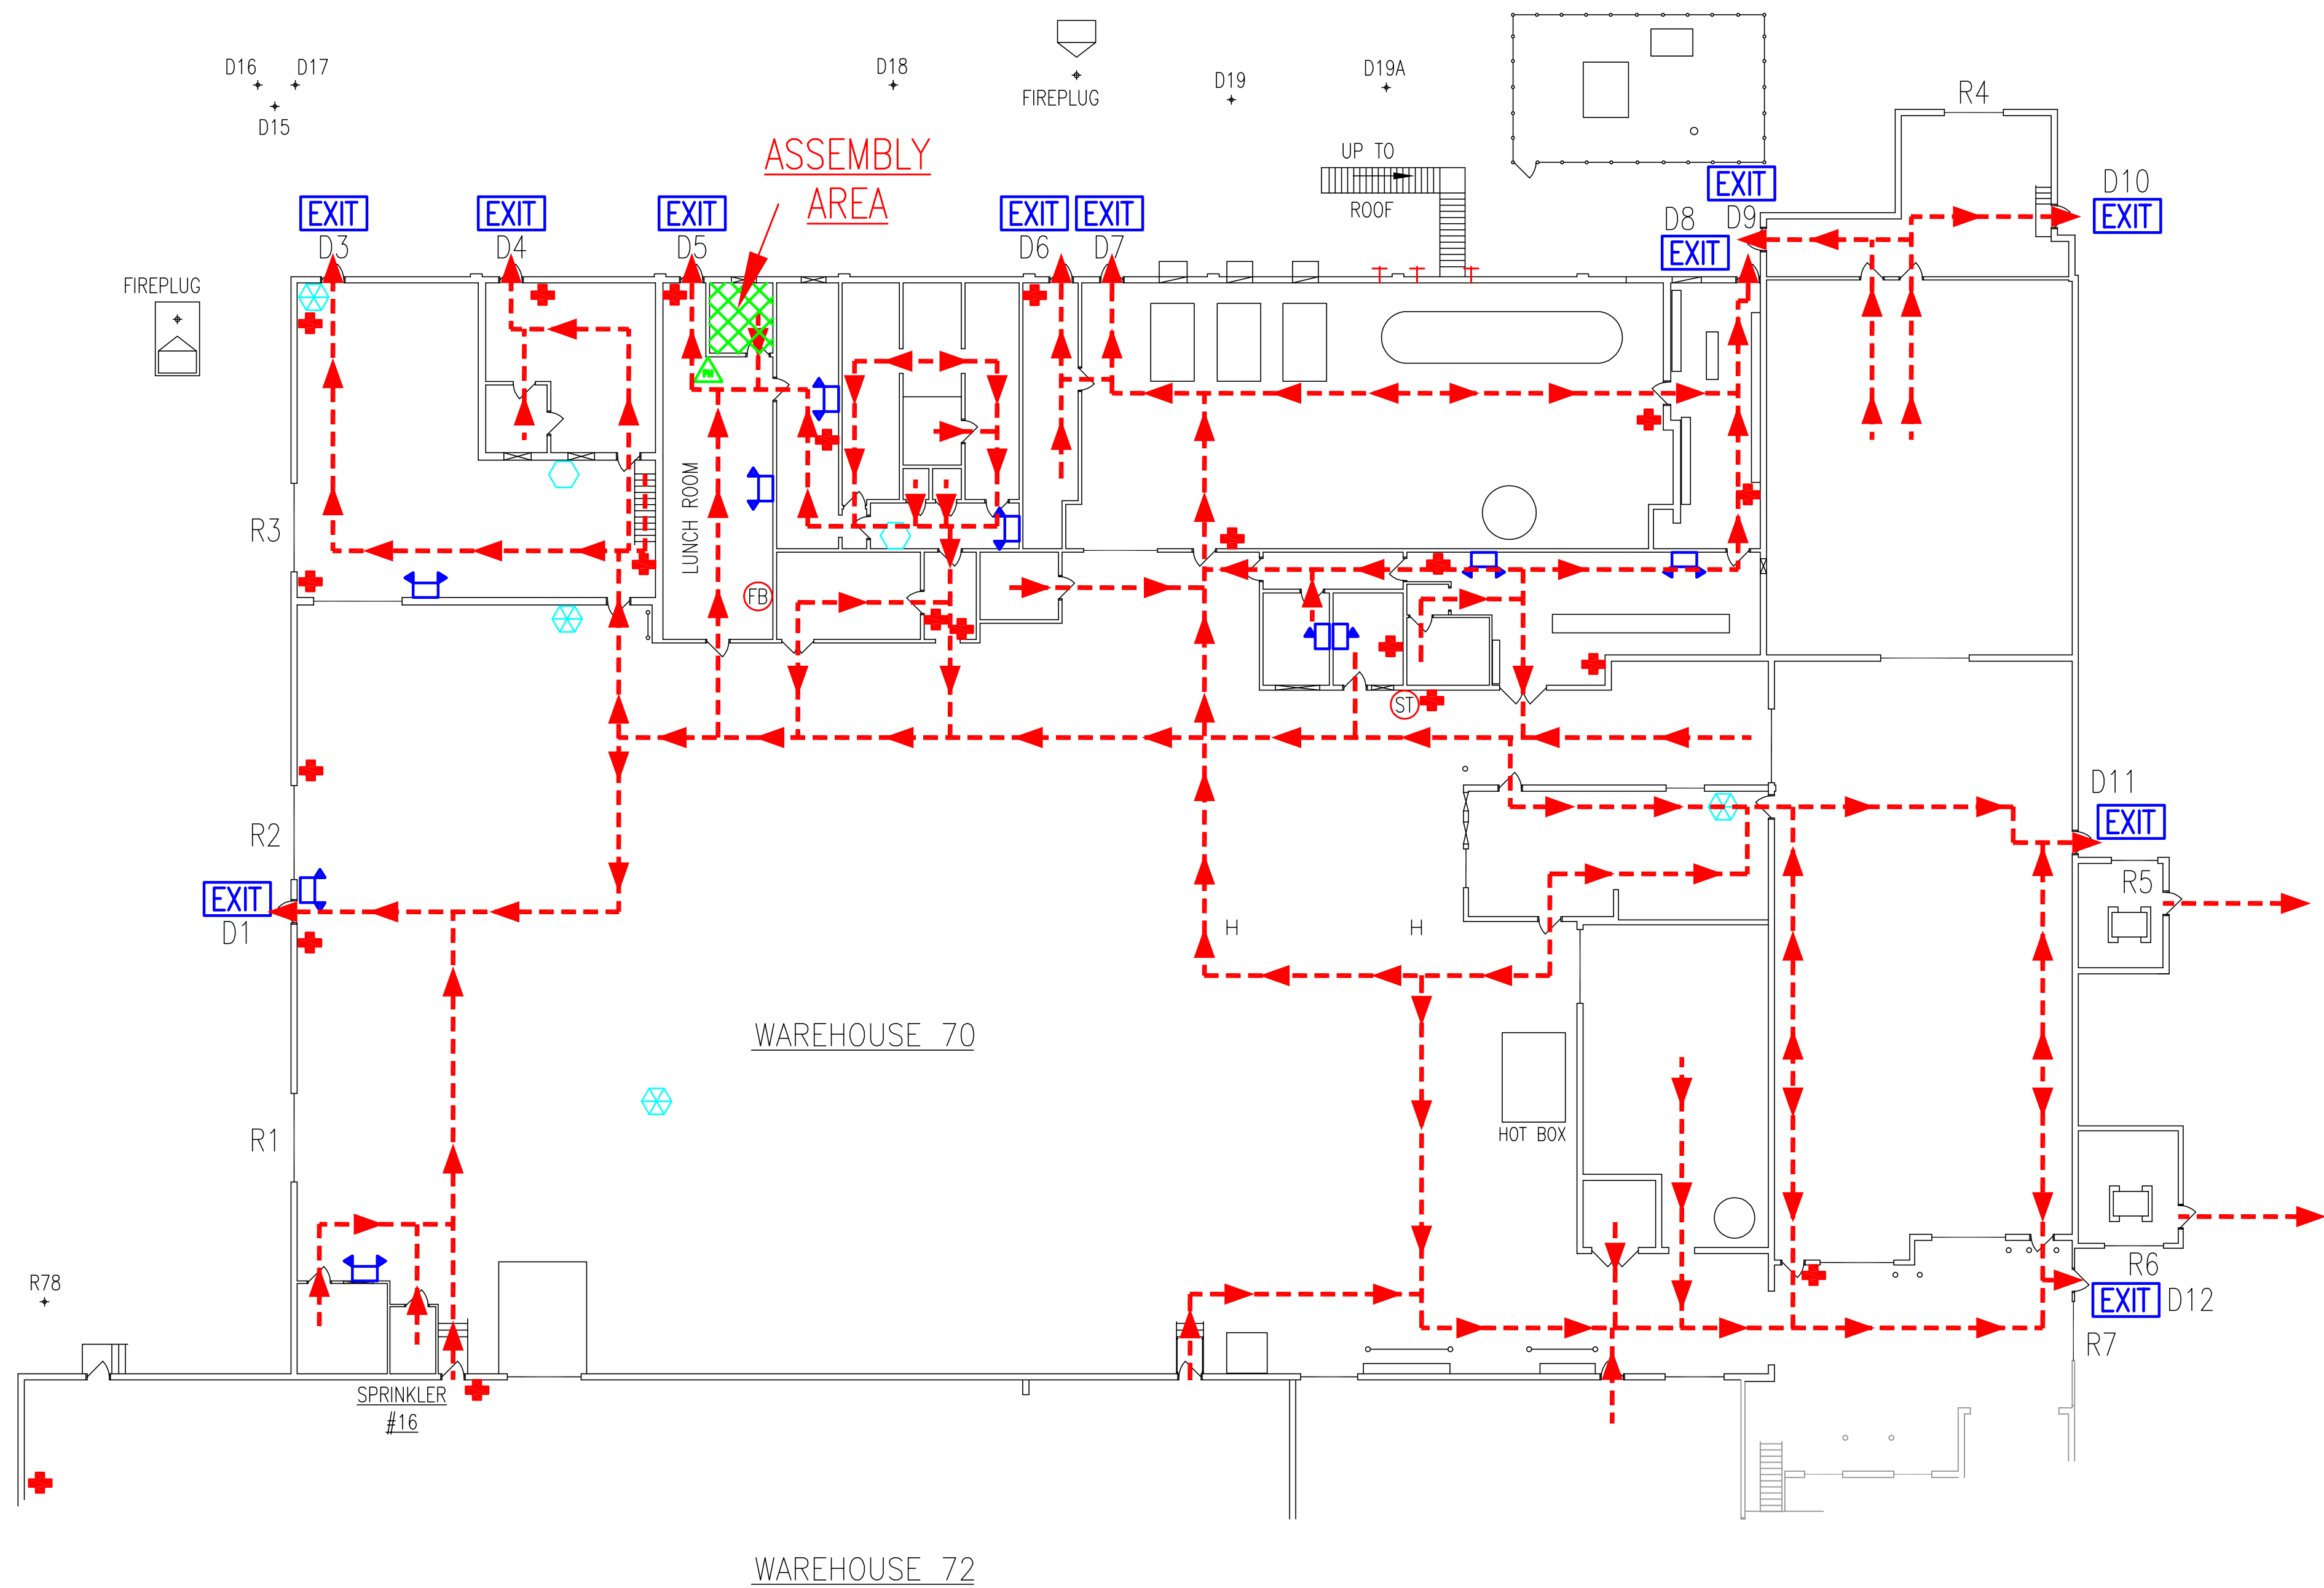 D16
D17
D15
D18
FIREPLUG
D19
D19A
R4
ASSEMBLY
AREA
UP TO
ROOF
EXIT
D3
EXIT
D4
EXIT
D5
EXIT
D6
EXIT
D7
EXIT
D8
D9
EXIT
D10
EXIT
FIREPLUG
PH
LUNCH ROOM
R3
FB
ST
R2
D11
EXIT
R5
EXIT
D1
H
H
WAREHOUSE 70
HOT BOX
R1
R78
R6
EXIT
D12
R7
SPRINKLER
#16
WAREHOUSE 72